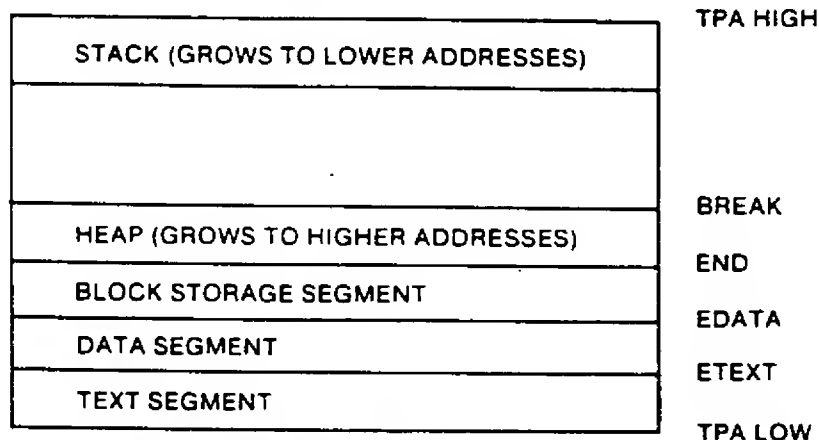 TPA HIGH
STACK (GROWS TO LOWER ADDRESSES)
BREAK
HEAP (GROWS TO HIGHER ADDRESSES)
END
BLOCK STORAGE SEGMENT
EDATA
DATA SEGMENT
ETEXT
TEXT SEGMENT
TPA LOW